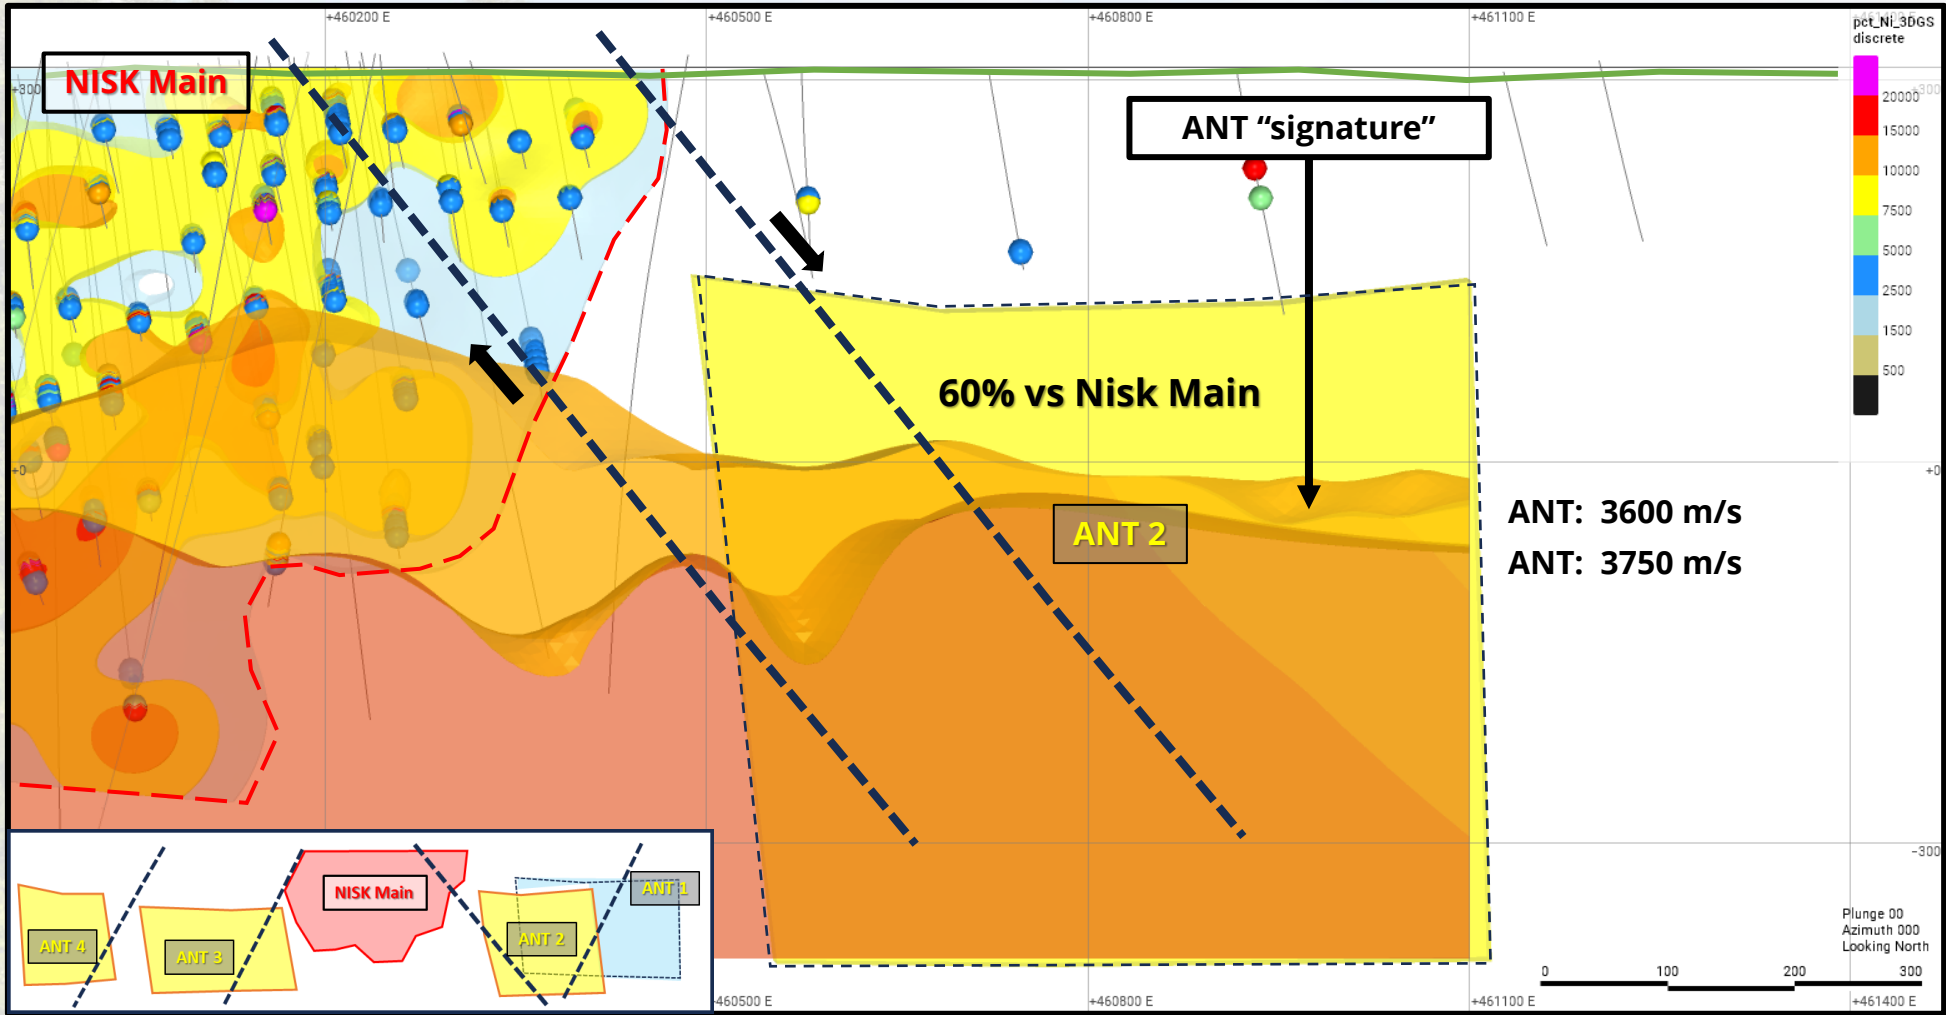 +460200 E
+460500 E
+460800 E
+461100 E
pct_Ni_3DGS
discrete
NISK Main
+300
ANT “signature”
20000
15000
10000
7500
5000
2500
1500
500
60% vs Nisk Main
+0
+0
ANT 2
ANT: 3600 m/s
ANT: 3750 m/s
-300
NISK Main
ANT 1
ANT 4
ANT 3
ANT 2
Plunge 00
Azimuth 000
Looking North
0
100
200
300
+460500 E
+460800 E
+461100 E
+461400 E